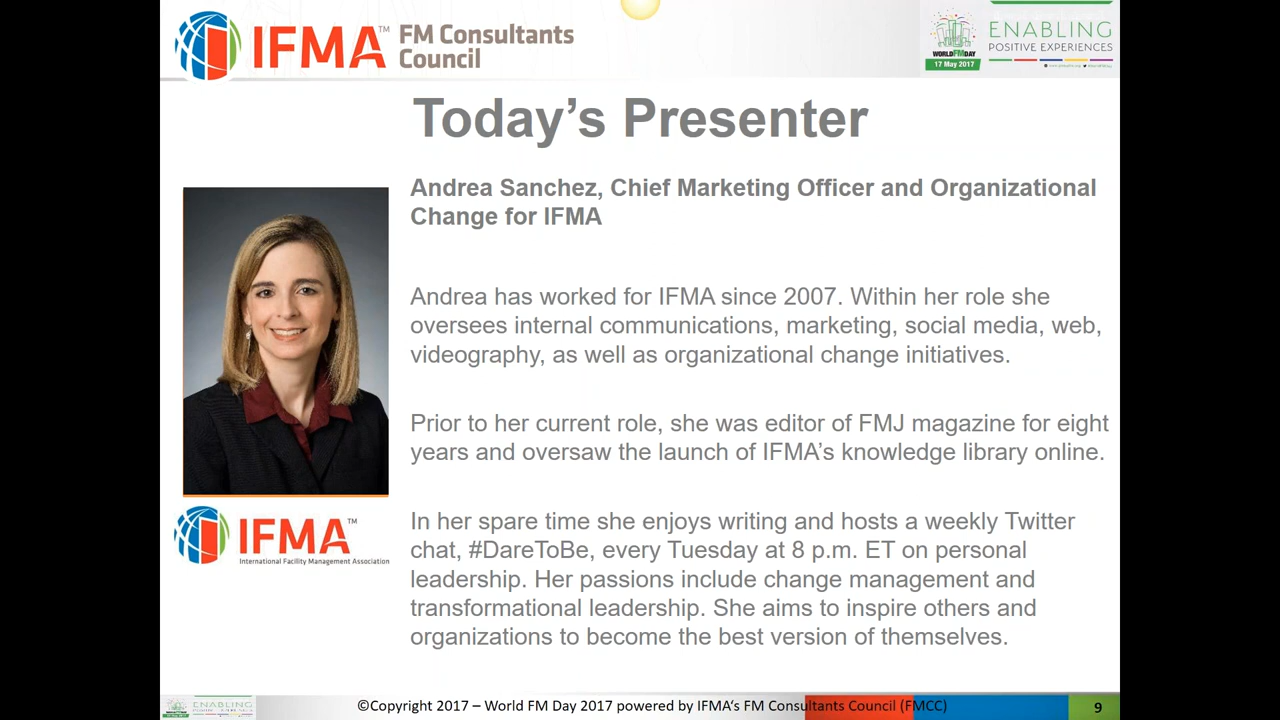 IFMA™ FM Consultants
Council
WORLD FM DAY
17 May 2017
ENABLING
POSITIVE EXPERIENCES
Today's Presenter
Andrea Sanchez, Chief Marketing Officer and Organizational
Change for IFMA
Andrea has worked for IFMA since 2007. Within her role she
oversees internal communications, marketing, social media, web,
videography, as well as organizational change initiatives.
Prior to her current role, she was editor of FMJ magazine for eight
years and oversaw the launch of IFMA's knowledge library online.
IFMA™
International Facility Management Association
In her spare time she enjoys writing and hosts a weekly Twitter
chat, #DareToBe, every Tuesday at 8 p.m. ET on personal
leadership. Her passions include change management and
transformational leadership. She aims to inspire others and
organizations to become the best version of themselves.
ENABLING
©Copyright 2017 – World FM Day 2017 powered by IFMA's FM Consultants Council (FMCC)
9